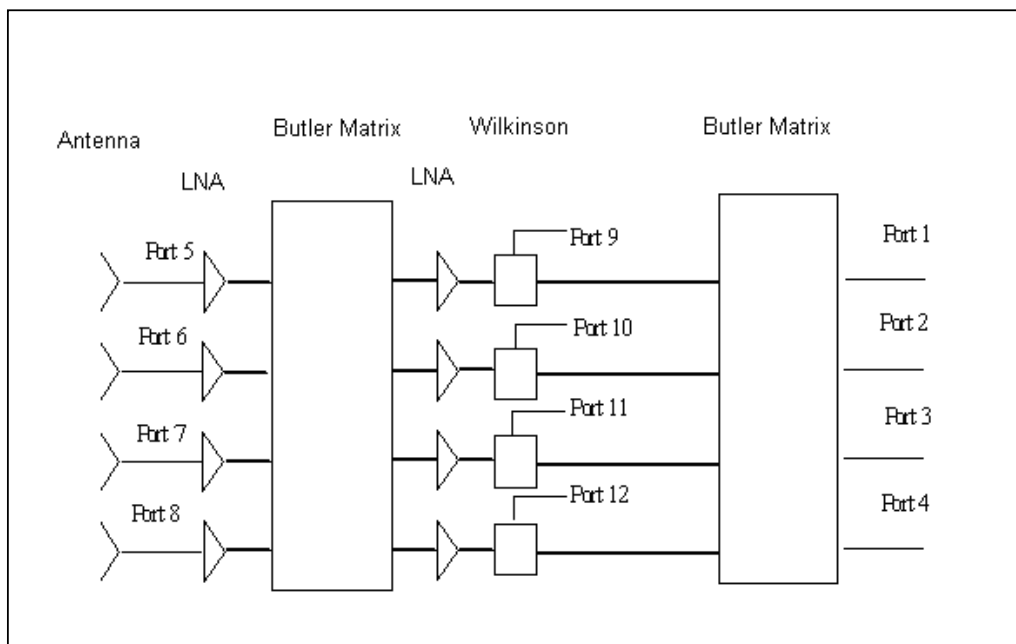 Butler Matrix
Wilkinson
Butler Matrix
Antenna
LNA
LNA
Port 5
Port 9
Port 1
Port 6
Port 10
Port 2
Port 7
Port 11
Port 3
Port 8
Port 12
Port 4